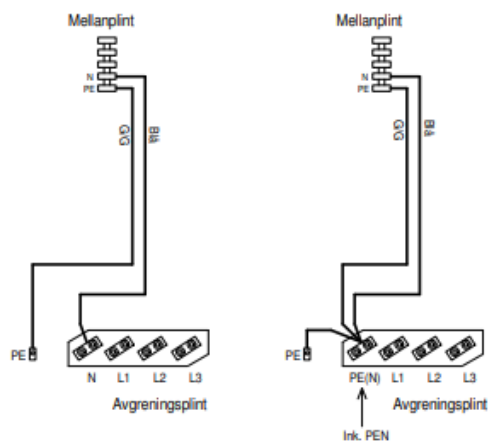 Mellanplint
N
PE
G/G
Blå
PE
N L1 L2 L3
Avgreningsplint
Mellanplint
N
PE
G/G
Blå
PE
PE(N) L1 L2 L3
Avgreningsplint
Ink. PEN